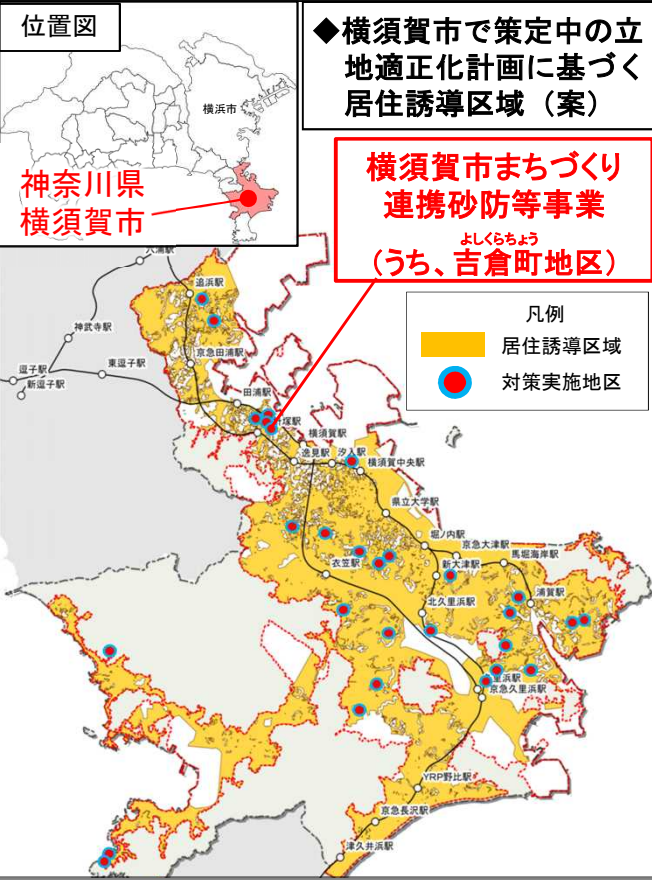 位置図
横浜市
神奈川県
横須賀市
◆横須賀市で策定中の立
地適正化計画に基づく
居住誘導区域（案）
横須賀市まちづくり
連携砂防等事業
よしくらちょう
（うち、吉倉町地区）
凡例
居住誘導区域
対策実施地区
六浦駅
追浜駅
神武寺駅
京急田浦駅
東逗子駅
逗子駅
新逗子駅
田浦駅
塚駅
横須賀駅
逸見駅
汐入駅
横須賀中央駅
県立大学駅
堀ノ内駅
京急大津駅
馬堀海岸駅
衣笠駅
新大津駅
浦賀駅
北久里浜駅
里浜駅
京急久里浜駅
YRP野比駅
京急長沢駅
津久井浜駅